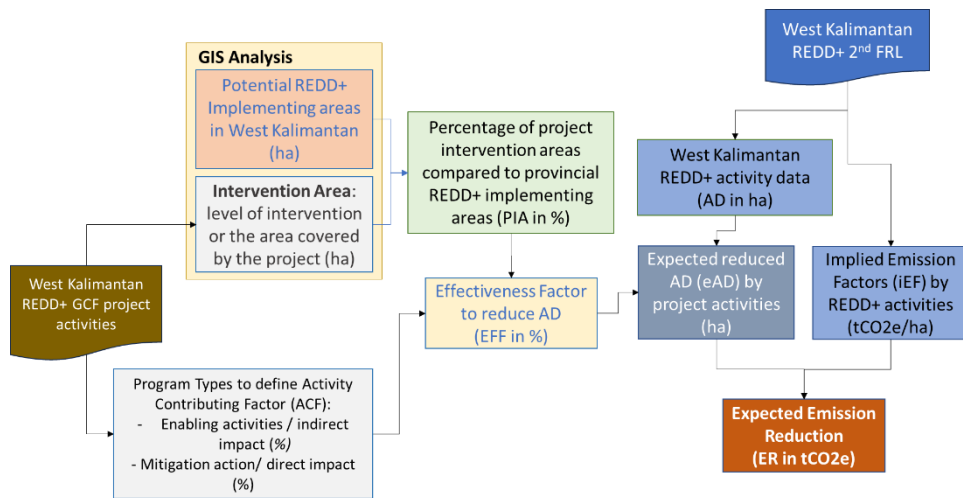 West Kalimantan
REDD+ 2nd FRL
GIS Analysis
Potential REDD+
Implementing areas
in West Kalimantan
(ha)
Intervention Area:
level of intervention
or the area covered
by the project (ha)
Percentage of project
intervention areas
compared to provincial
REDD+ implementing
areas (PIA in %)
West Kalimantan
REDD+ activity data
(AD in ha)
West Kalimantan
REDD+ GCF project
activities
Effectiveness Factor
to reduce AD
(EFF in %)
Expected reduced
AD (eAD) by
project activities
(ha)
Implied Emission
Factors (iEF) by
REDD+ activities
(tCO2e/ha)
Program Types to define Activity
Contributing Factor (ACF):
- Enabling activities / indirect
impact (%)
- Mitigation action/ direct impact
(%)
Expected Emission
Reduction
(ER in tCO2e)